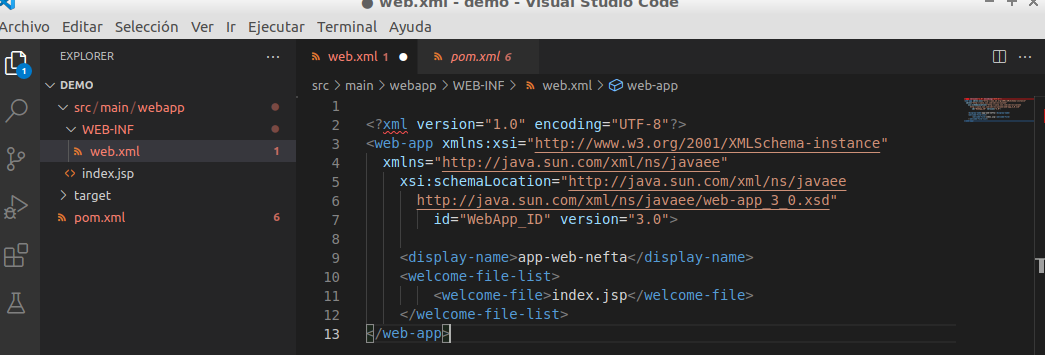 ● web.xml - demo - Visual Studio Code
Archivo Editar Selección Ver Ir Ejecutar Terminal Ayuda
EXPLORER ···
web.xml 1 ●
pom.xml 6
···
DEMO
src/main/webapp
WEB-INF
web.xml 1
index.jsp
target
pom.xml 6
1
src > main > webapp > WEB-INF > web.xml > web-app
1
2 <?xml version="1.0" encoding="UTF-8"?>
3 <web-app xmlns:xsi="http://www.w3.org/2001/XMLSchema-instance"
4 xmlns="http://java.sun.com/xml/ns/javaee"
5 xsi:schemaLocation="http://java.sun.com/xml/ns/javaee
6 http://java.sun.com/xml/ns/javaee/web-app_3_0.xsd"
7 id="WebApp_ID" version="3.0">
8
9 <display-name>app-web-nefta</display-name>
10 <welcome-file-list>
11 <welcome-file>index.jsp</welcome-file>
12 </welcome-file-list>
13 </web-app>